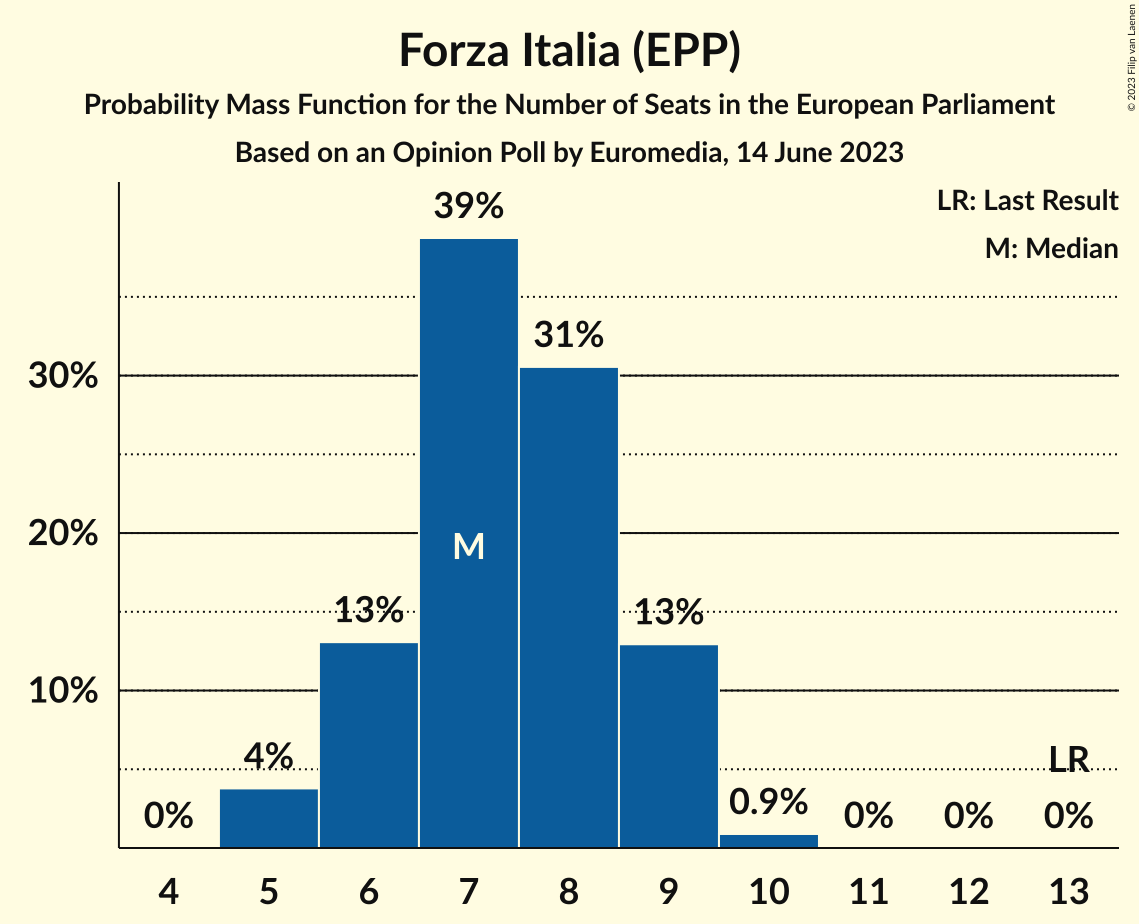 Forza Italia (EPP)
Probability Mass Function for the Number of Seats in the European Parliament
Based on an Opinion Poll by Euromedia, 14 June 2023
© 2023 Filip van Laenen
LR: Last Result
M: Median
39%
31%
30%
20%
M
13%
13%
10%
4%
LR
0%
0.9%
0%
0%
0%
4 5 6 7 8 9 10 11 12 13